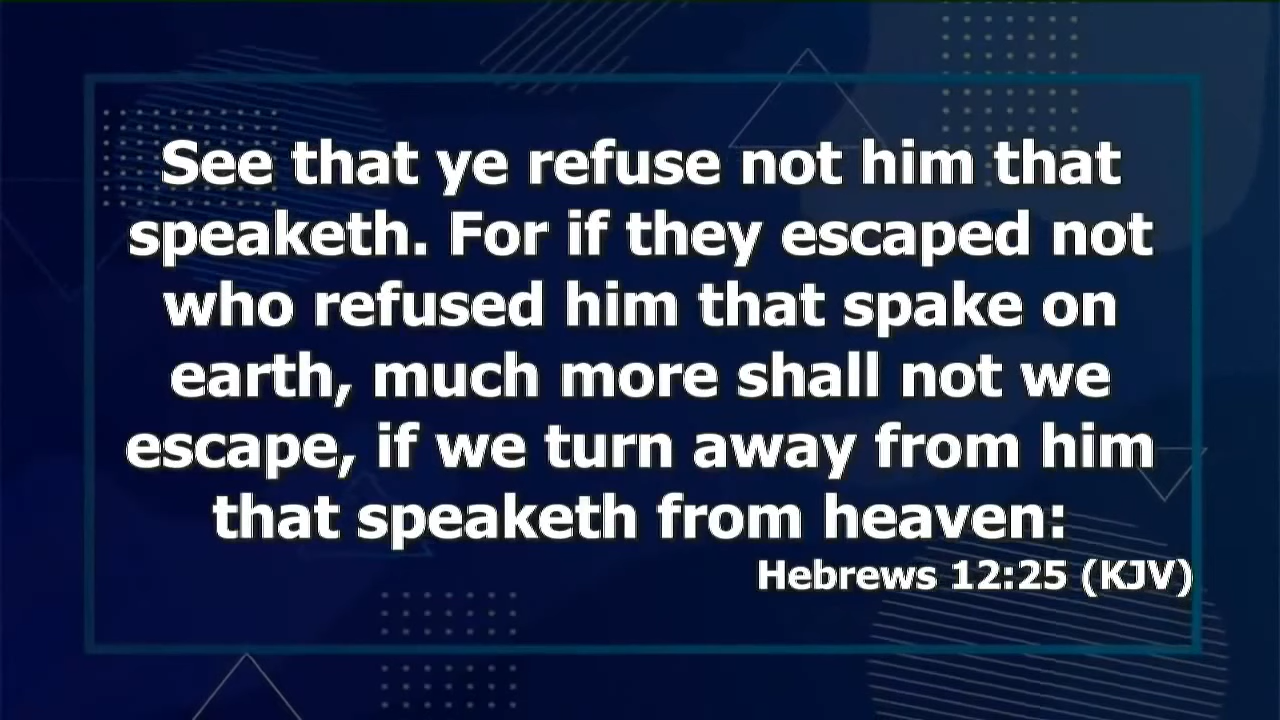 See that ye refuse not him that
speaketh. For if they escaped not
who refused him that spake on
earth, much more shall not we
escape, if we turn away from him
that speaketh from heaven:
Hebrews 12:25 (KJV)